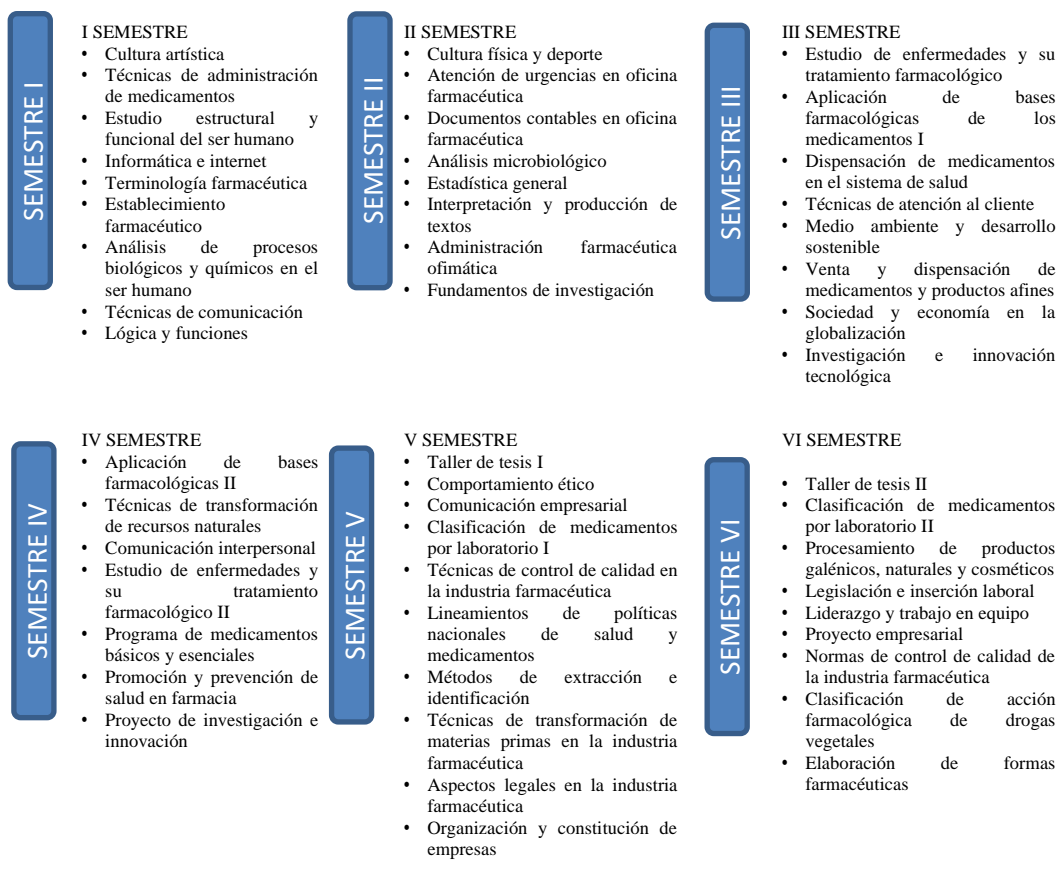 SEMESTRE I
I SEMESTRE
• Cultura artística
• Técnicas de administración
de medicamentos
• Estudio estructural y
funcional del ser humano
• Informática e internet
• Terminología farmacéutica
• Establecimiento
farmacéutico
• Análisis de procesos
biológicos y químicos en el
ser humano
• Técnicas de comunicación
• Lógica y funciones
SEMESTRE II
II SEMESTRE
• Cultura física y deporte
• Atención de urgencias en oficina
farmacéutica
• Documentos contables en oficina
farmacéutica
• Análisis microbiológico
• Estadística general
• Interpretación y producción de
textos
• Administración farmacéutica
ofimática
• Fundamentos de investigación
SEMESTRE III
III SEMESTRE
• Estudio de enfermedades y su
tratamiento farmacológico
• Aplicación de bases
farmacológicas de los
medicamentos I
• Dispensación de medicamentos
en el sistema de salud
• Técnicas de atención al cliente
• Medio ambiente y desarrollo
sostenible
• Venta y dispensación de
medicamentos y productos afines
• Sociedad y economía en la
globalización
• Investigación e innovación
tecnológica
SEMESTRE IV
IV SEMESTRE
• Aplicación de bases
farmacológicas II
• Técnicas de transformación
de recursos naturales
• Comunicación interpersonal
• Estudio de enfermedades y
su tratamiento
farmacológico II
• Programa de medicamentos
básicos y esenciales
• Promoción y prevención de
salud en farmacia
• Proyecto de investigación e
innovación
SEMESTRE V
V SEMESTRE
• Taller de tesis I
• Comportamiento ético
• Comunicación empresarial
• Clasificación de medicamentos
por laboratorio I
• Técnicas de control de calidad en
la industria farmacéutica
• Lineamientos de políticas
nacionales de salud y
medicamentos
• Métodos de extracción e
identificación
• Técnicas de transformación de
materias primas en la industria
farmacéutica
• Aspectos legales en la industria
farmacéutica
• Organización y constitución de
empresas
SEMESTRE VI
VI SEMESTRE
• Taller de tesis II
• Clasificación de medicamentos
por laboratorio II
• Procesamiento de productos
galénicos, naturales y cosméticos
• Legislación e inserción laboral
• Liderazgo y trabajo en equipo
• Proyecto empresarial
• Normas de control de calidad de
la industria farmacéutica
• Clasificación de acción
farmacológica de drogas
vegetales
• Elaboración de formas
farmacéuticas